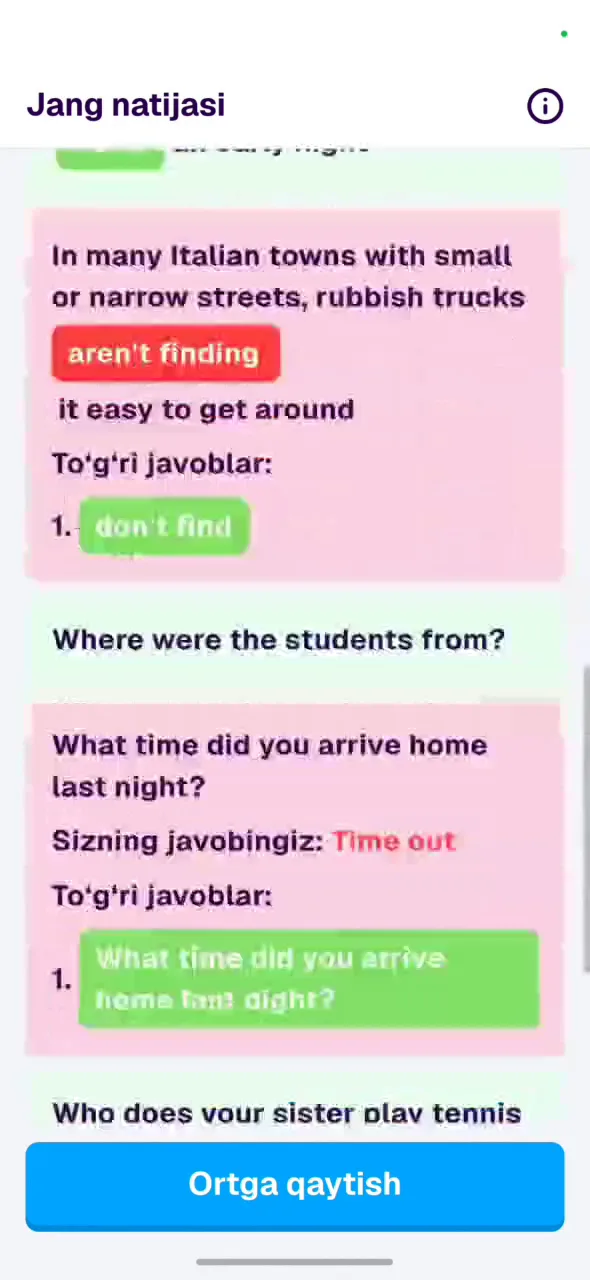 Jang natijasi
In many Italian towns with small
or narrow streets, rubbish trucks
aren't finding
it easy to get around
To‘g‘ri javoblar:
1. don't find
Where were the students from?
What time did you arrive home
last night?
Sizning javobingiz: Time out
To‘g‘ri javoblar:
1. What time did you arrive
home
Who does your sister play tennis
Ortga qaytish